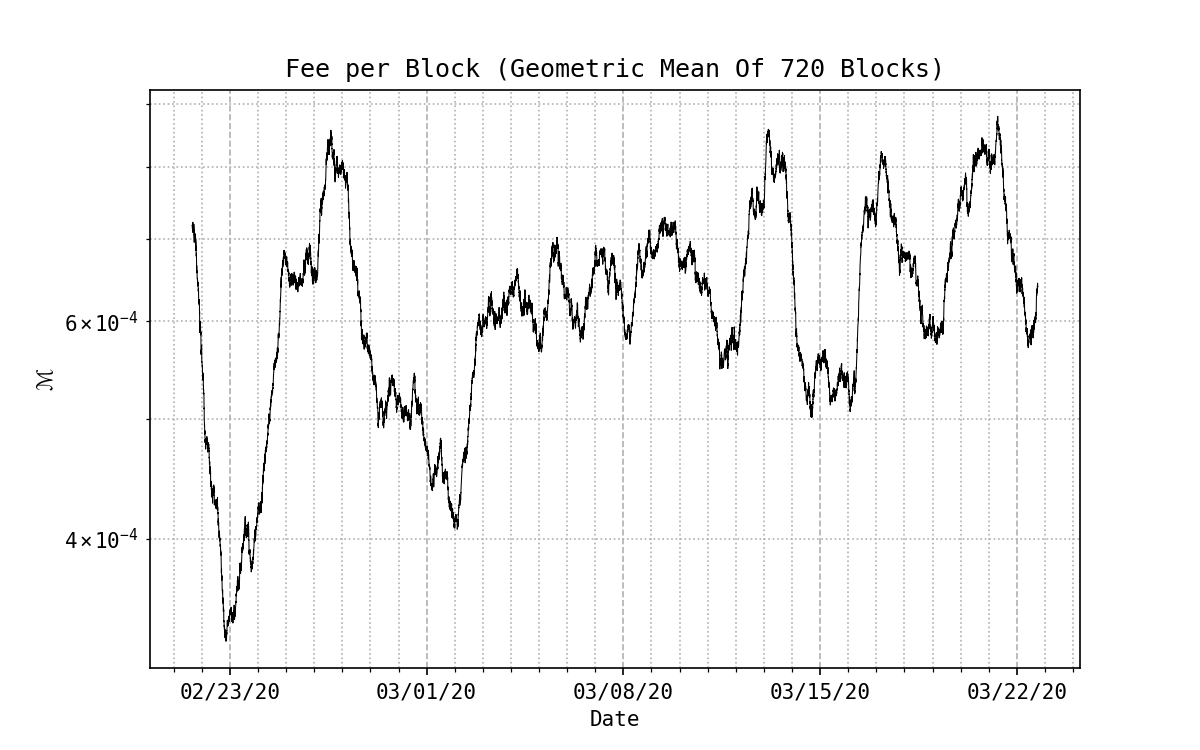 Fee per Block (Geometric Mean Of 720 Blocks)
ℳ
6×10⁻⁴
4×10⁻⁴
02/23/20 03/01/20 03/08/20 03/15/20 03/22/20
Date